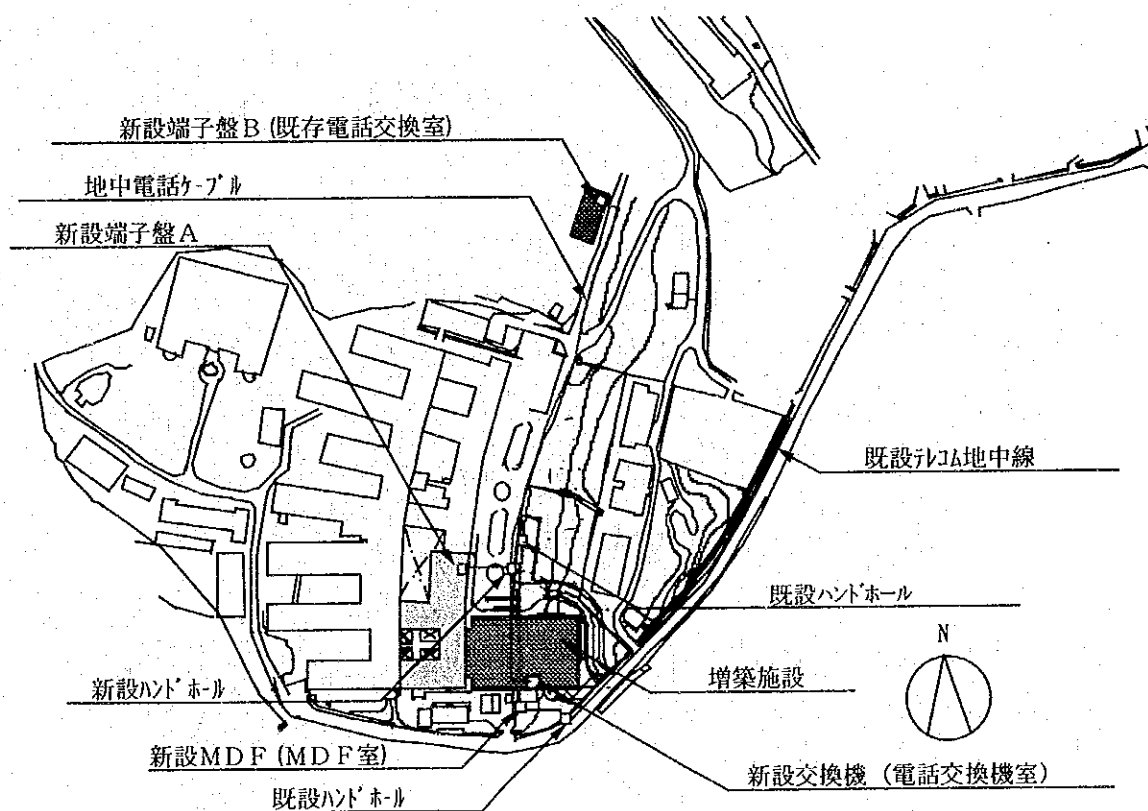 新設端子盤B (既存電話交換室)
地中電話ｹｰﾌﾞﾙ
新設端子盤A
既設ﾃﾚｺﾑ地中線
既設ﾊﾝﾄﾞﾎｰﾙ
N
新設ﾊﾝﾄﾞﾎｰﾙ
増築施設
新設MDF (MDF室)
新設交換機 (電話交換機室)
既設ﾊﾝﾄﾞﾎｰﾙ